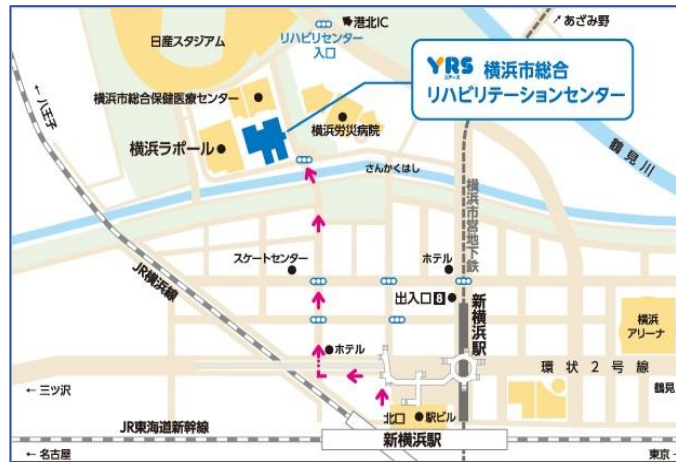 港北IC
あざみ野
日産スタジアム
リハビリセンター
入口
YRS 横浜市総合
ヨアーズ
リハビリテーションセンター
八王子
横浜市総合保健医療センター
横浜労災病院
横浜ラポール
さんかくはし
鶴見川
横浜市営地下鉄
スケートセンター
ホテル
JR横浜線
出入口8
新横浜駅
横浜
アリーナ
ホテル
環状2号線
三ツ沢
鶴見
北口
駅ビル
JR東海道新幹線
新横浜駅
名古屋
東京